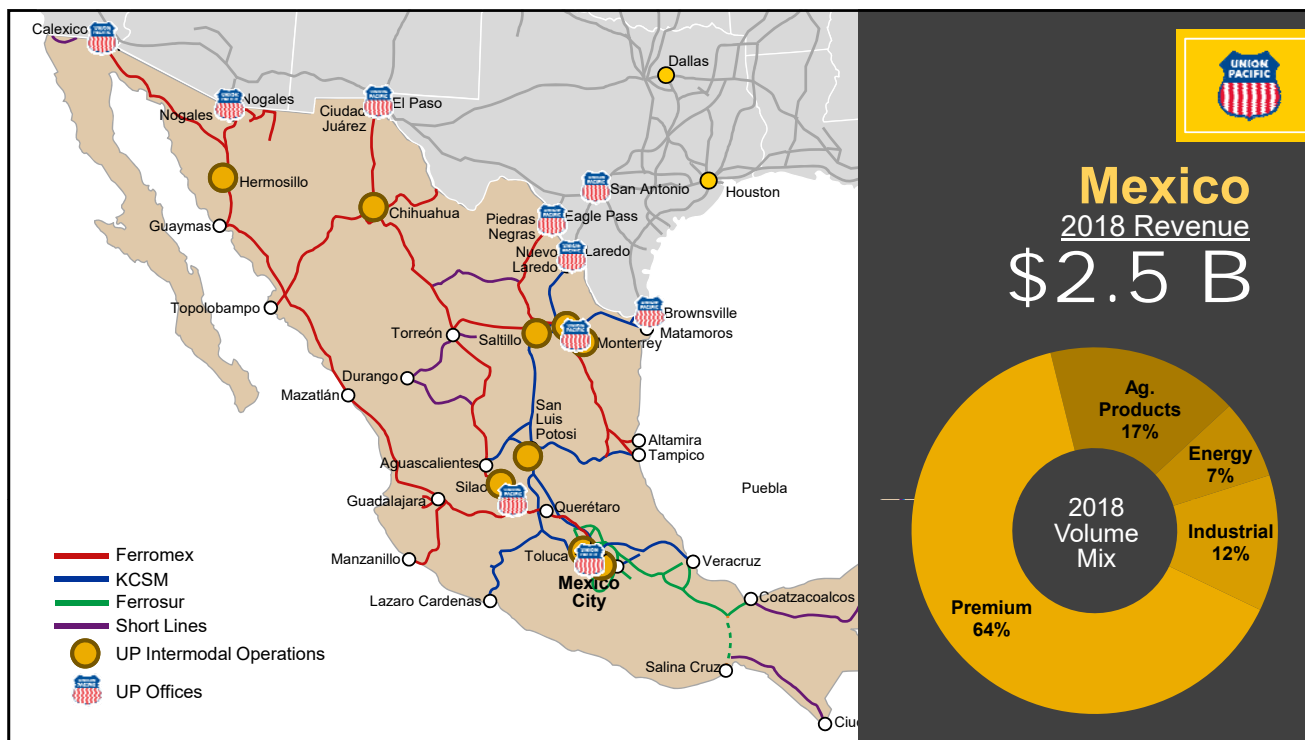 Calexico
Dallas
Nogales
Nogales
El Paso
Ciudad
Juárez
Hermosillo
San Antonio
Houston
Chihuahua
Guaymas
Piedras
Negras
Eagle Pass
Nuevo
Laredo
Laredo
Topolobampo
Brownsville
Matamoros
Torreón
Saltillo
Monterrey
Durango
Mazatlán
San
Luis
Potosi
Altamira
Tampico
Aguascalientes
Silao
Puebla
Guadalajara
Querétaro
Manzanillo
Toluca
Veracruz
Mexico
City
Lazaro Cardenas
Coatzacoalcos
Salina Cruz
Ferromex
KCSM
Ferrosur
Short Lines
UP Intermodal Operations
UP Offices
UNION
PACIFIC
Mexico
2018 Revenue
$2.5 B
Ag.
Products
17%
Energy
7%
Industrial
12%
Premium
64%
2018
Volume
Mix